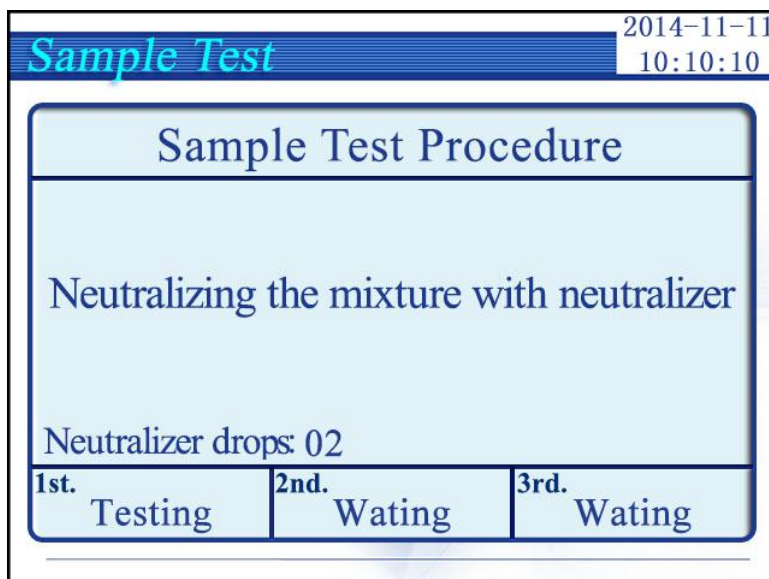 Sample Test
2014-11-11
10:10:10
Sample Test Procedure
Neutralizing the mixture with neutralizer
Neutralizer drops: 02
1st. Testing
2nd. Wating
3rd. Wating